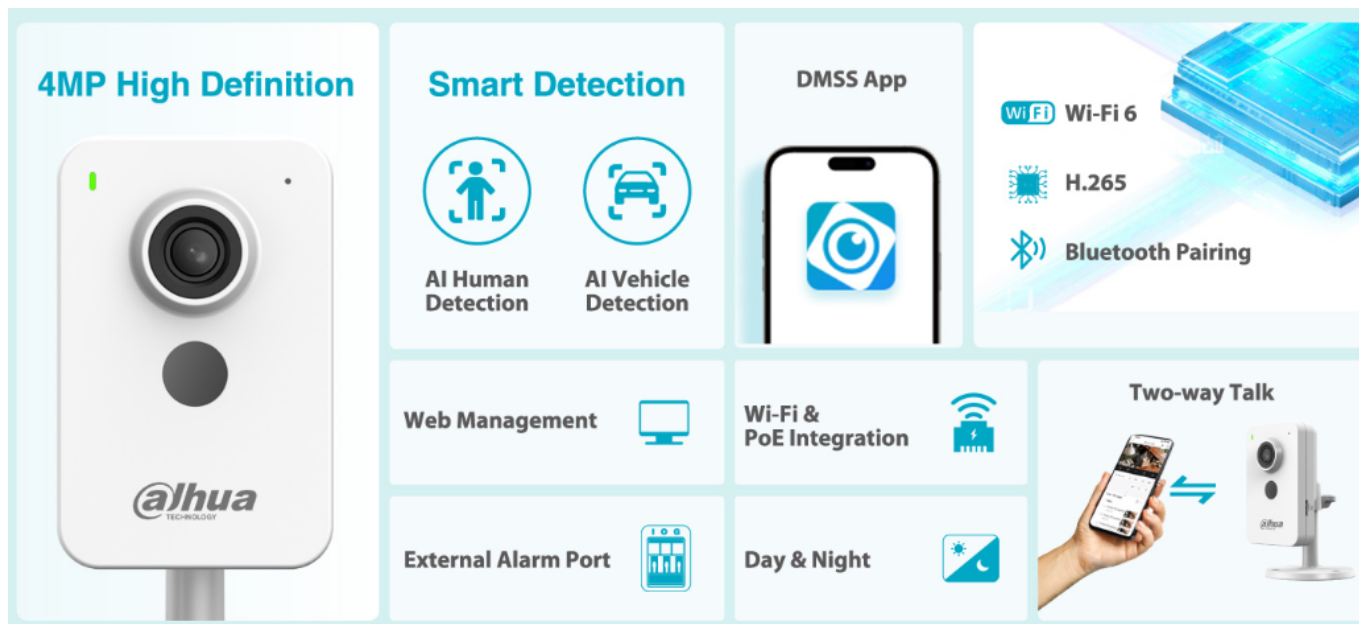 4MP High Definition
alhua
TECHNOLOGY
Smart Detection
AI Human
Detection
AI Vehicle
Detection
DMSS App
WiFi Wi-Fi 6
H.265
Bluetooth Pairing
Web Management
Wi-Fi &
PoE Integration
External Alarm Port
Day & Night
Two-way Talk
alhua